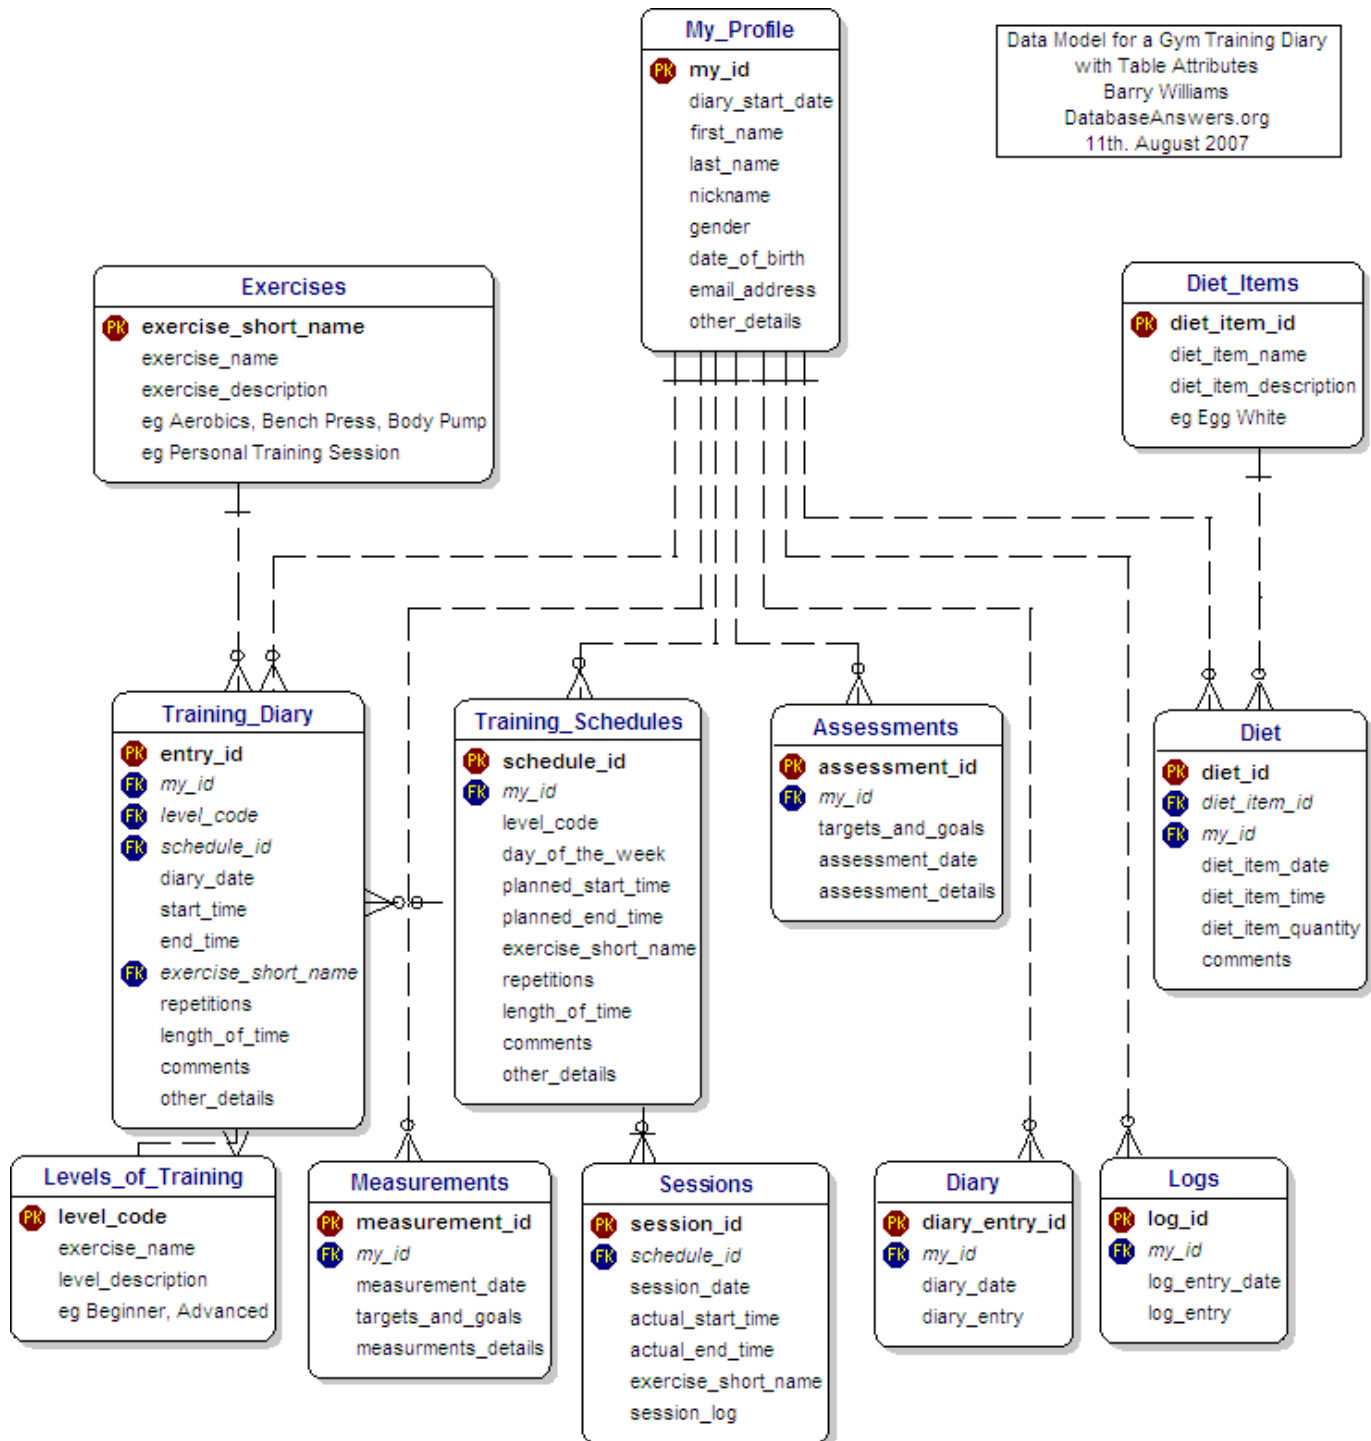 My_Profile
PK my_id
diary_start_date
first_name
last_name
nickname
gender
date_of_birth
email_address
other_details
Data Model for a Gym Training Diary
with Table Attributes
Barry Williams
DatabaseAnswers.org
11th. August 2007
Exercises
PK exercise_short_name
exercise_name
exercise_description
eg Aerobics, Bench Press, Body Pump
eg Personal Training Session
Diet_Items
PK diet_item_id
diet_item_name
diet_item_description
eg Egg White
Training_Diary
PK entry_id
FK my_id
FK level_code
FK schedule_id
diary_date
start_time
end_time
FK exercise_short_name
repetitions
length_of_time
comments
other_details
Training_Schedules
PK schedule_id
FK my_id
level_code
day_of_the_week
planned_start_time
planned_end_time
exercise_short_name
repetitions
length_of_time
comments
other_details
Assessments
PK assessment_id
FK my_id
targets_and_goals
assessment_date
assessment_details
Diet
PK diet_id
FK diet_item_id
FK my_id
diet_item_date
diet_item_time
diet_item_quantity
comments
Levels_of_Training
PK level_code
exercise_name
level_description
eg Beginner, Advanced
Measurements
PK measurement_id
FK my_id
measurement_date
targets_and_goals
measurments_details
Sessions
PK session_id
FK schedule_id
session_date
actual_start_time
actual_end_time
exercise_short_name
session_log
Diary
PK diary_entry_id
FK my_id
diary_date
diary_entry
Logs
PK log_id
FK my_id
log_entry_date
log_entry